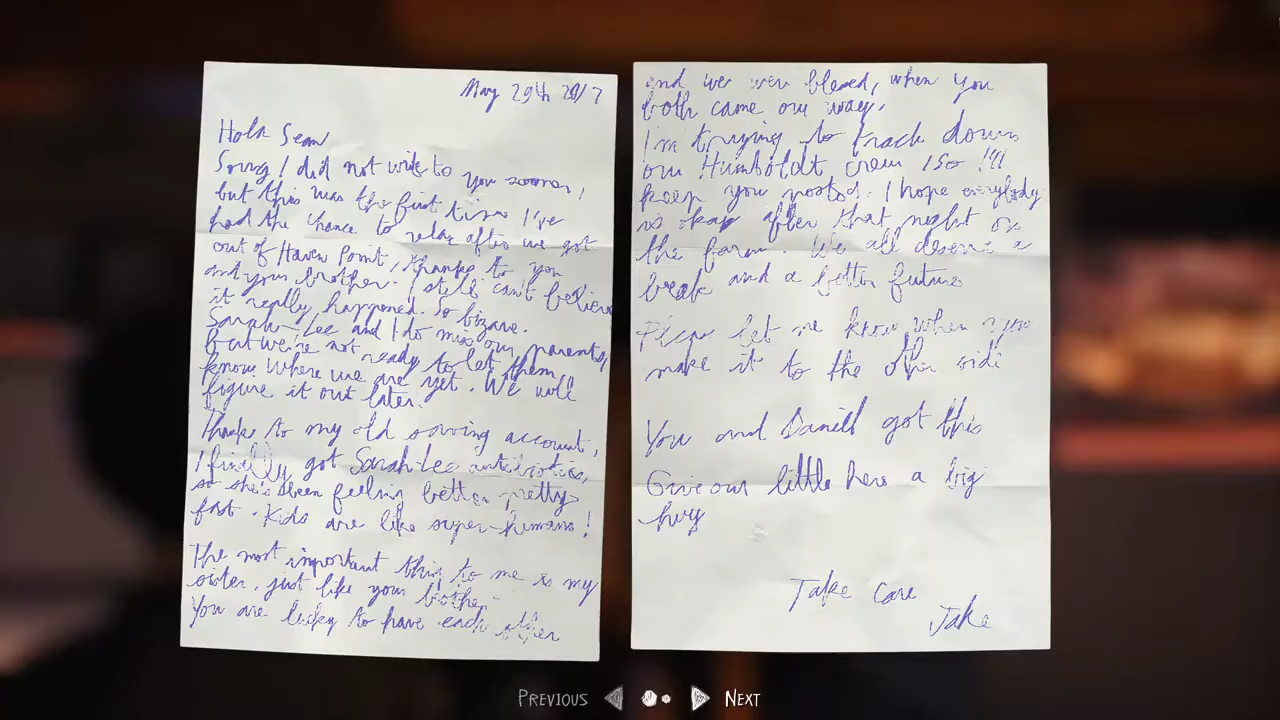 May 29th 2017
Hola Sean
Sorry I did not write to you sooner,
but this was the first time I've
had the chance to relax after we got
out of Haven Point, thanks to you
and your brother. I still can't believe
it really happened. So bizare.
Sarah-Lee and I do miss our parents,
but we're not ready to let them
know where we are yet. We will
figure it out later.
Thanks to my old saving account,
I finally got Sarah-Lee antibiotics,
so she's been feeling better pretty
fast. Kids are like super-humans!
The most important thing to me is my
sister, just like your brother.
You are lucky to have each other
and we were blessed, when you
both came our way.
I'm trying to track down
our Humboldt crew so I'll
keep you posted. I hope everybody
is okay after that night on
the farm. We all deserve a
break and a better future
Please let me know when you
make it to the other side
You and Daniel got this
Give our little hero a big
hug
Take care
Jake
PREVIOUS
NEXT